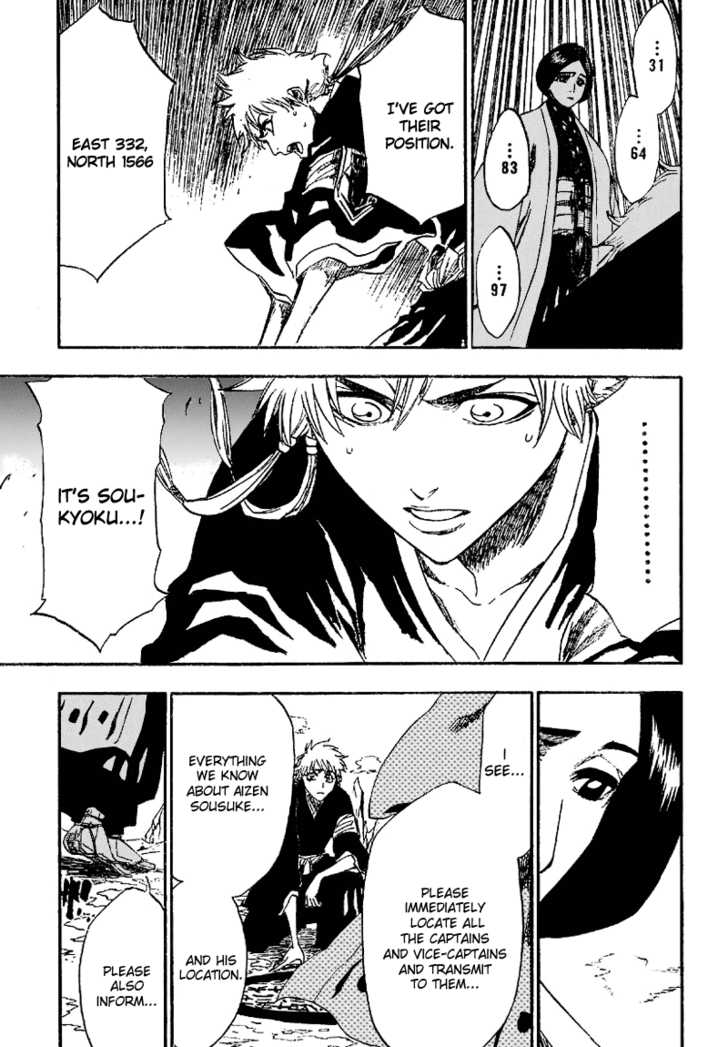 ⋮
31
⋮
64
⋮
83
⋮
97
I'VE GOT
THEIR
POSITION.
EAST 332,
NORTH 1566
..........
IT'S SOU-
KYOKU...!
I
SEE...
PLEASE
IMMEDIATELY
LOCATE ALL
THE CAPTAINS
AND VICE-CAPTAINS
AND TRANSMIT
TO THEM...
EVERYTHING
WE KNOW
ABOUT AIZEN
SOUSUKE...
AND HIS
LOCATION.
PLEASE
ALSO
INFORM...